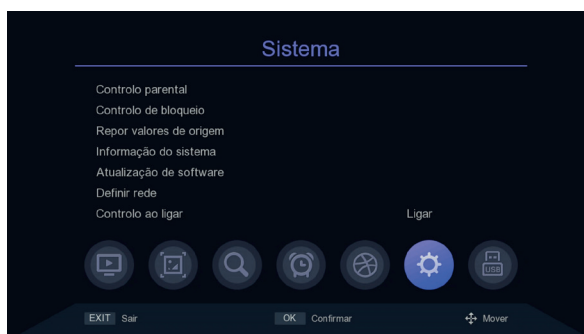 Sistema
Controlo parental
Controlo de bloqueio
Repor valores de origem
Informação do sistema
Atualização de software
Definir rede
Controlo ao ligar Ligar
USB
EXIT Sair OK Confirmar Mover